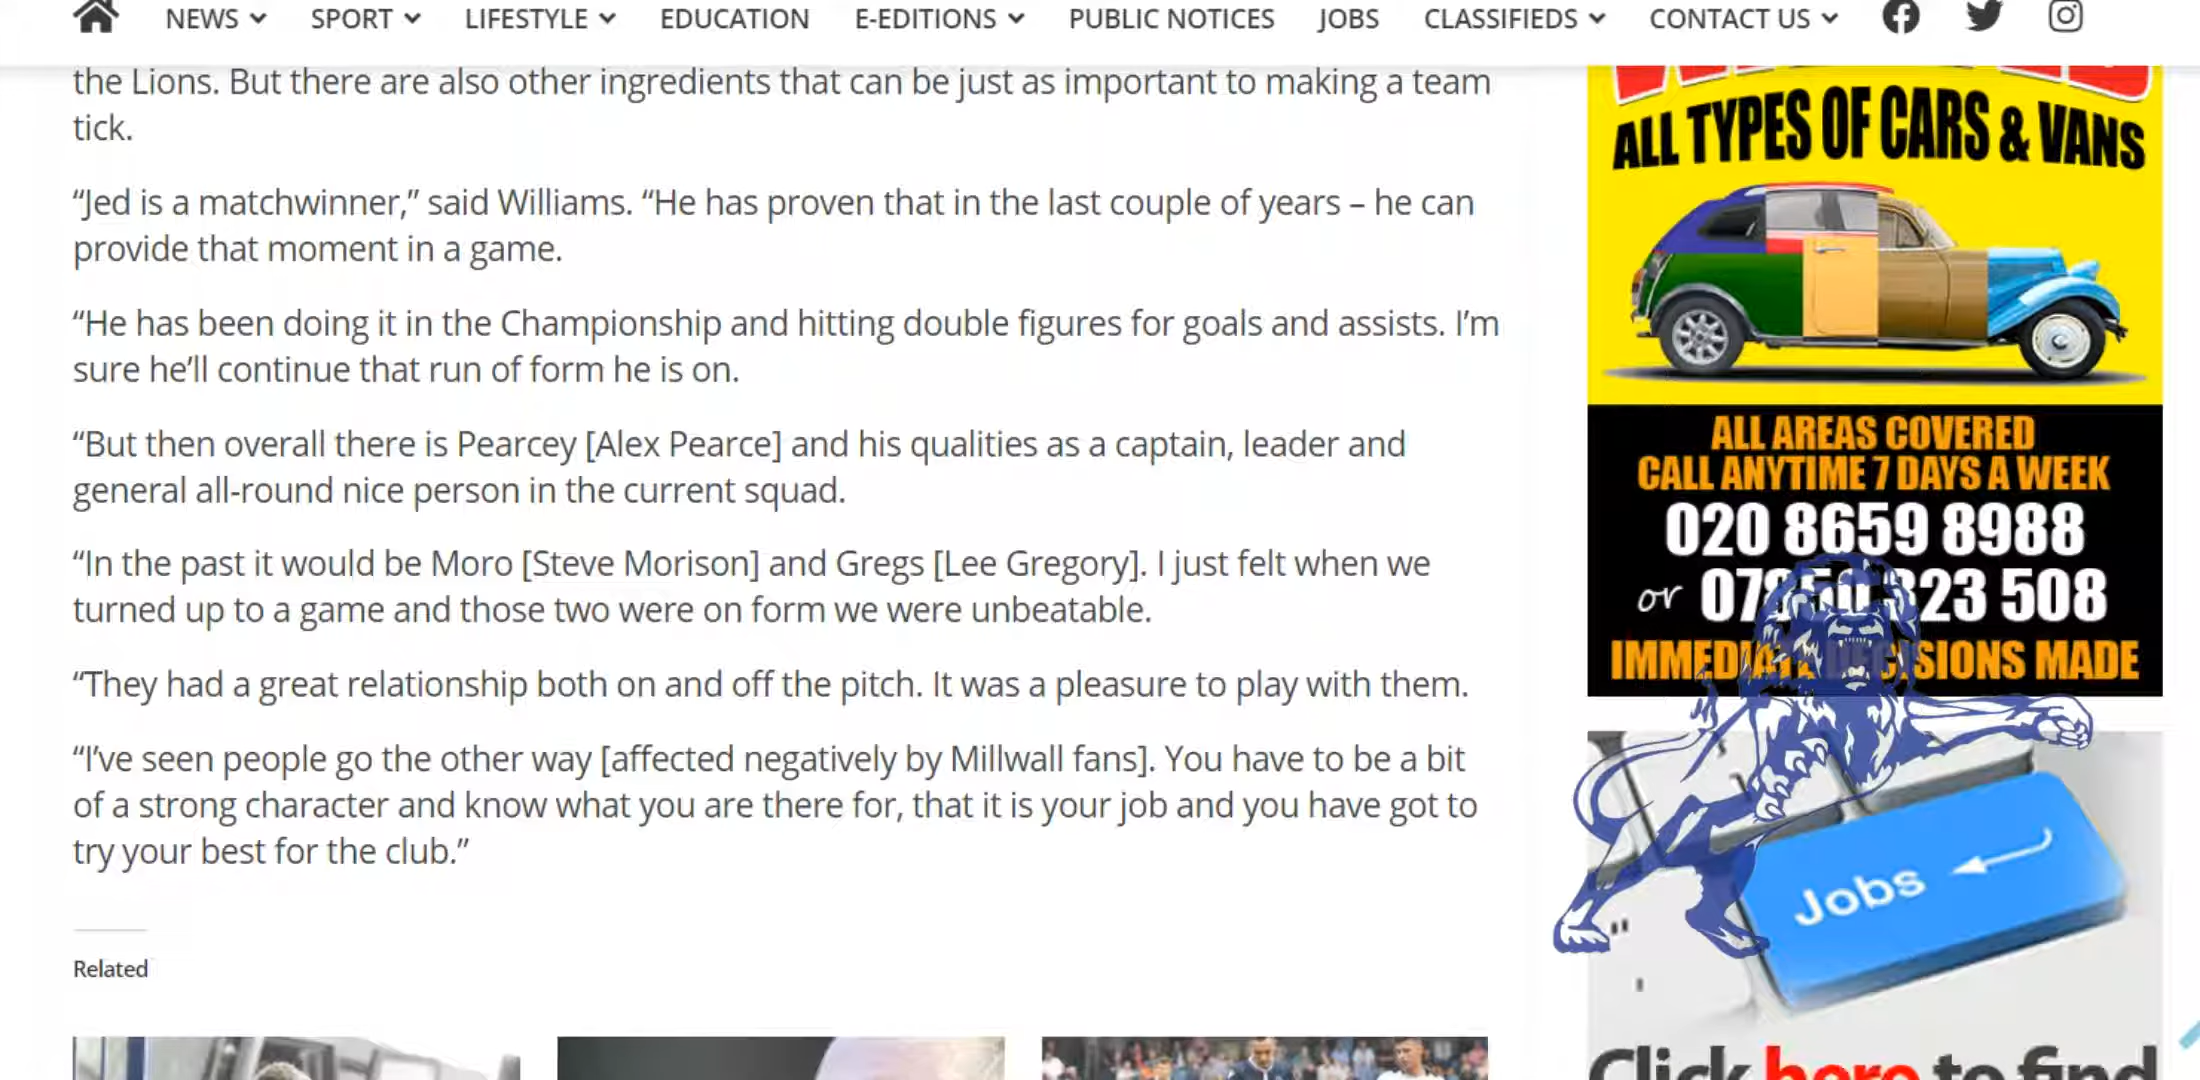 NEWS SPORT LIFESTYLE EDUCATION E-EDITIONS PUBLIC NOTICES JOBS CLASSIFIEDS CONTACT US
the Lions. But there are also other ingredients that can be just as important to making a team
tick.
“Jed is a matchwinner,” said Williams. “He has proven that in the last couple of years – he can
provide that moment in a game.
“He has been doing it in the Championship and hitting double figures for goals and assists. I’m
sure he’ll continue that run of form he is on.
“But then overall there is Pearcey [Alex Pearce] and his qualities as a captain, leader and
general all-round nice person in the current squad.
“In the past it would be Moro [Steve Morison] and Gregs [Lee Gregory]. I just felt when we
turned up to a game and those two were on form we were unbeatable.
“They had a great relationship both on and off the pitch. It was a pleasure to play with them.
“I’ve seen people go the other way [affected negatively by Millwall fans]. You have to be a bit
of a strong character and know what you are there for, that it is your job and you have got to
try your best for the club.”
Related
ALL TYPES OF CARS & VANS
ALL AREAS COVERED
CALL ANYTIME 7 DAYS A WEEK
020 8659 8988
or 508
MADE
Jobs
Click here to find